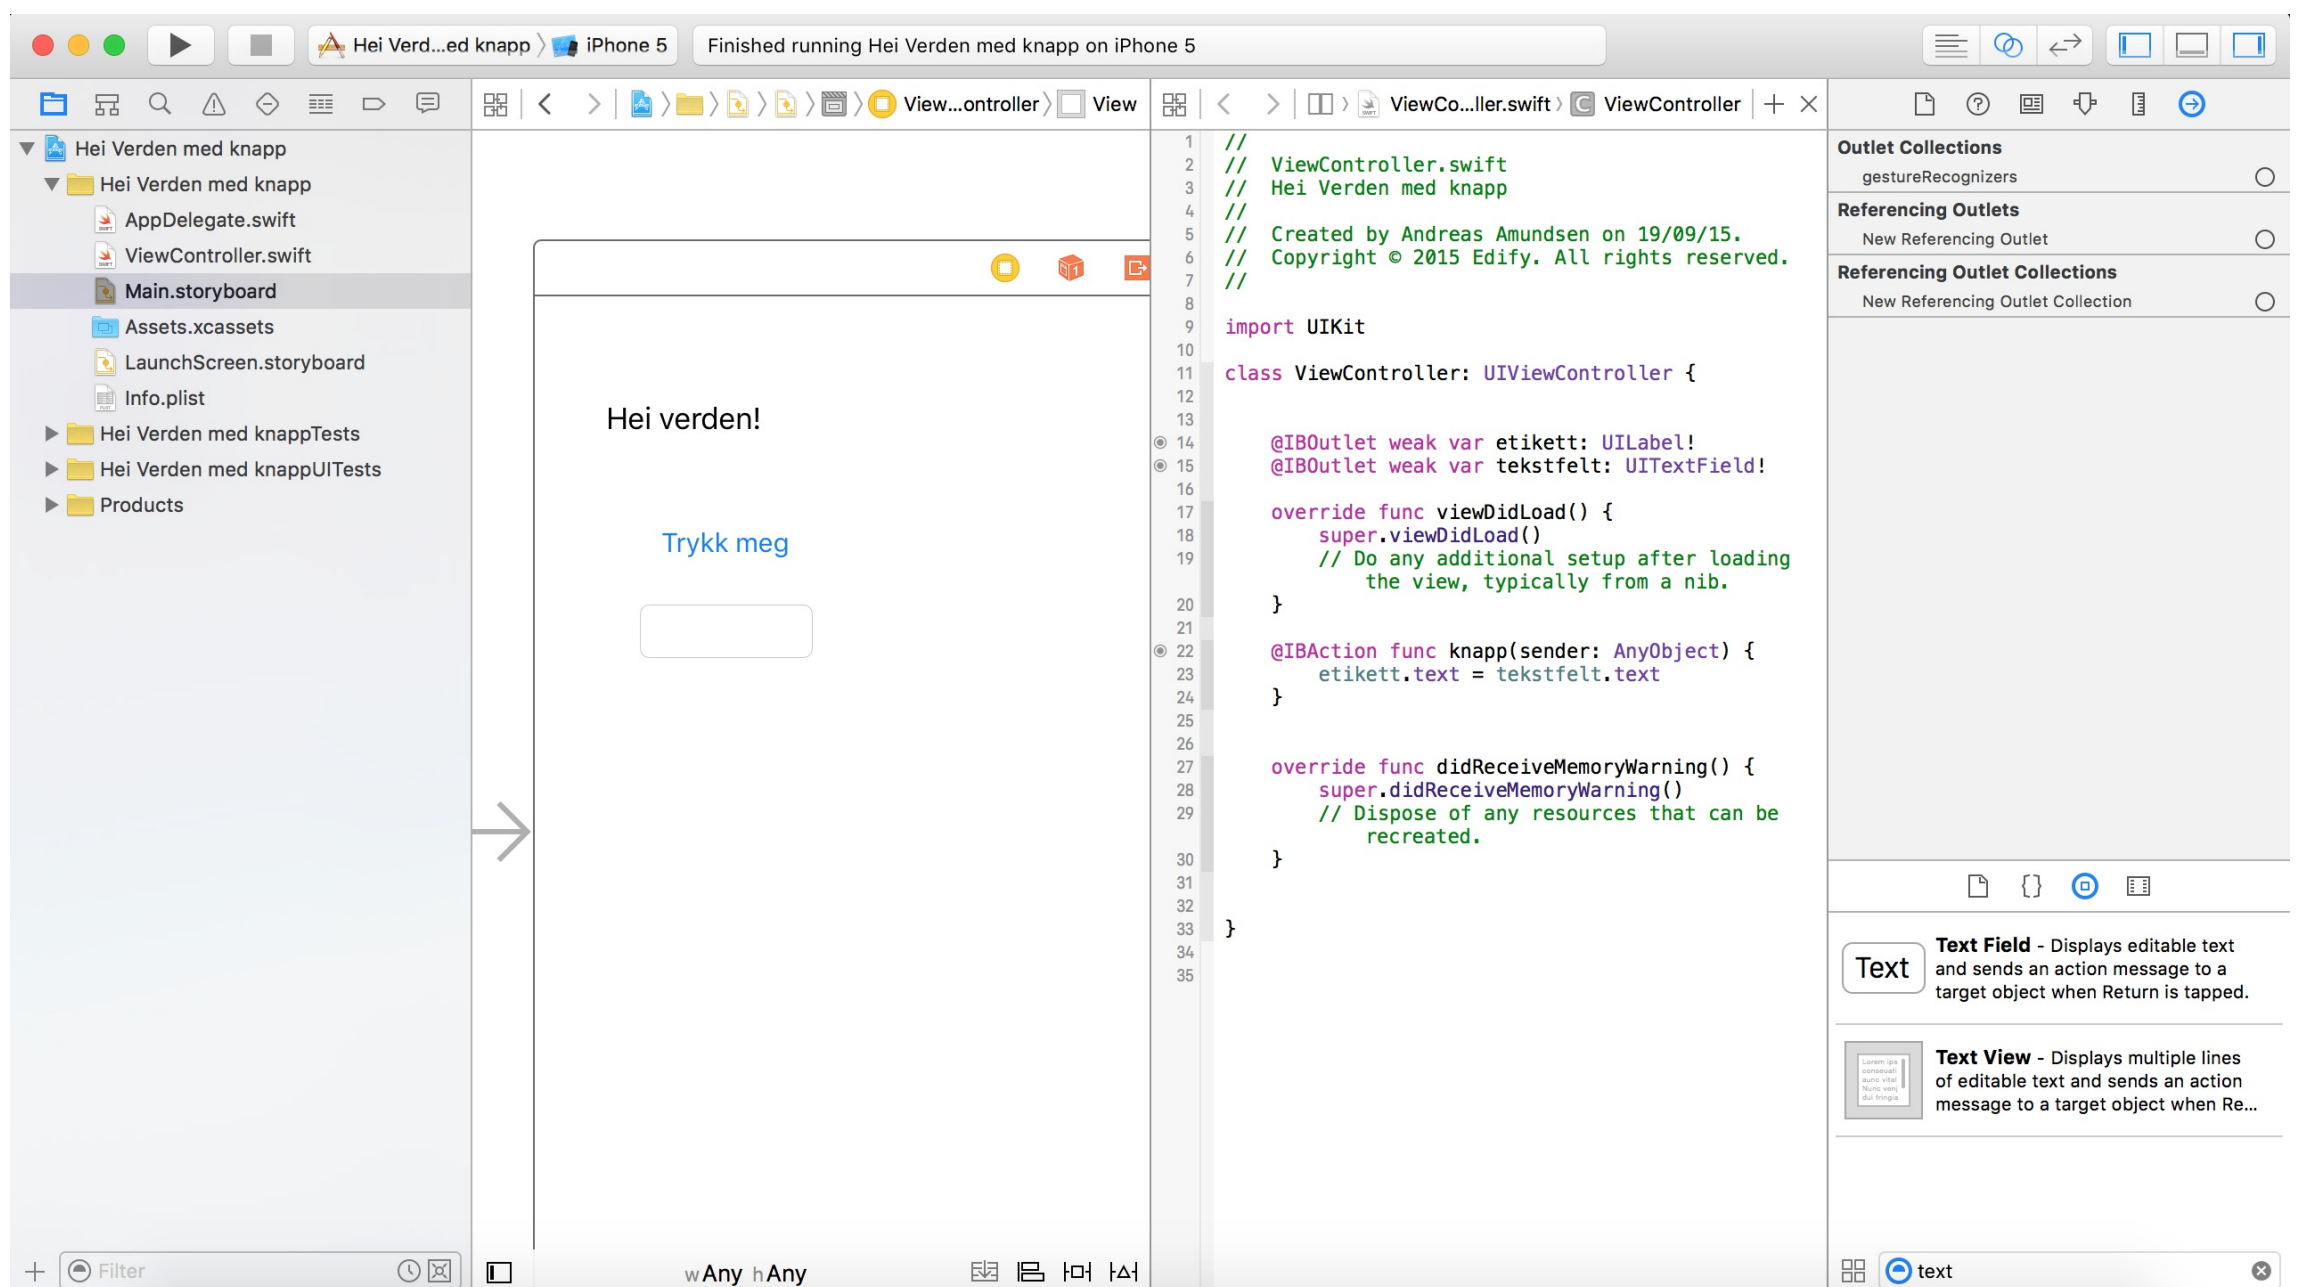 Hei Verd...ed knapp
iPhone 5
Finished running Hei Verden med knapp on iPhone 5
View...ontroller
View
ViewCo...ller.swift
C
ViewController
Hei Verden med knapp
Hei Verden med knapp
AppDelegate.swift
ViewController.swift
Main.storyboard
Assets.xcassets
LaunchScreen.storyboard
Info.plist
Hei Verden med knappTests
Hei Verden med knappUITests
Products
Filter
1
Hei verden!
Trykk meg
w Any h Any
1 //
2 //  ViewController.swift
3 //  Hei Verden med knapp
4 //
5 //  Created by Andreas Amundsen on 19/09/15.
6 //  Copyright © 2015 Edify. All rights reserved.
7 //
8
9 import UIKit
10
11 class ViewController: UIViewController {
12
13
14     @IBOutlet weak var etikett: UILabel!
15     @IBOutlet weak var tekstfelt: UITextField!
16
17     override func viewDidLoad() {
18         super.viewDidLoad()
19         // Do any additional setup after loading
the view, typically from a nib.
20     }
21
22     @IBAction func knapp(sender: AnyObject) {
23         etikett.text = tekstfelt.text
24     }
25
26
27     override func didReceiveMemoryWarning() {
28         super.didReceiveMemoryWarning()
29         // Dispose of any resources that can be
recreated.
30     }
31
32
33 }
34
35
Outlet Collections
gestureRecognizers
Referencing Outlets
New Referencing Outlet
Referencing Outlet Collections
New Referencing Outlet Collection
{}
Text
Text Field - Displays editable text
and sends an action message to a
target object when Return is tapped.
Text View - Displays multiple lines
of editable text and sends an action
message to a target object when Re...
text